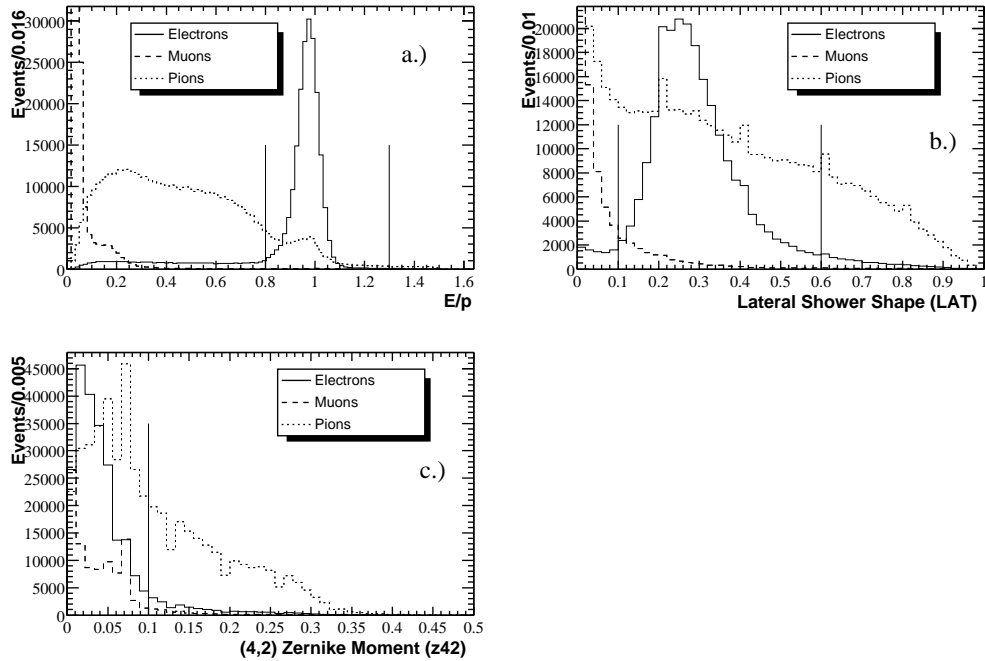 Events/0.016
30000
25000
20000
15000
10000
5000
0
0 0.2 0.4 0.6 0.8 1 1.2 1.4 1.6
E/p
Electrons
Muons
Pions
a.)
Events/0.01
20000
18000
16000
14000
12000
10000
8000
6000
4000
2000
0
0 0.1 0.2 0.3 0.4 0.5 0.6 0.7 0.8 0.9 1
Lateral Shower Shape (LAT)
Electrons
Muons
Pions
b.)
Events/0.005
45000
40000
35000
30000
25000
20000
15000
10000
5000
0
0 0.05 0.1 0.15 0.2 0.25 0.3 0.35 0.4 0.45 0.5
(4,2) Zernike Moment (z42)
Electrons
Muons
Pions
c.)